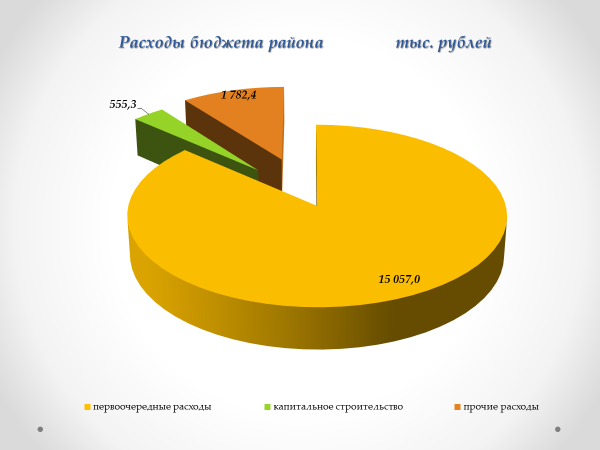 Расходы бюджета района тыс. рублей
1 782,4
555,3
15 057,0
первоочередные расходы капитальное строительство прочие расходы